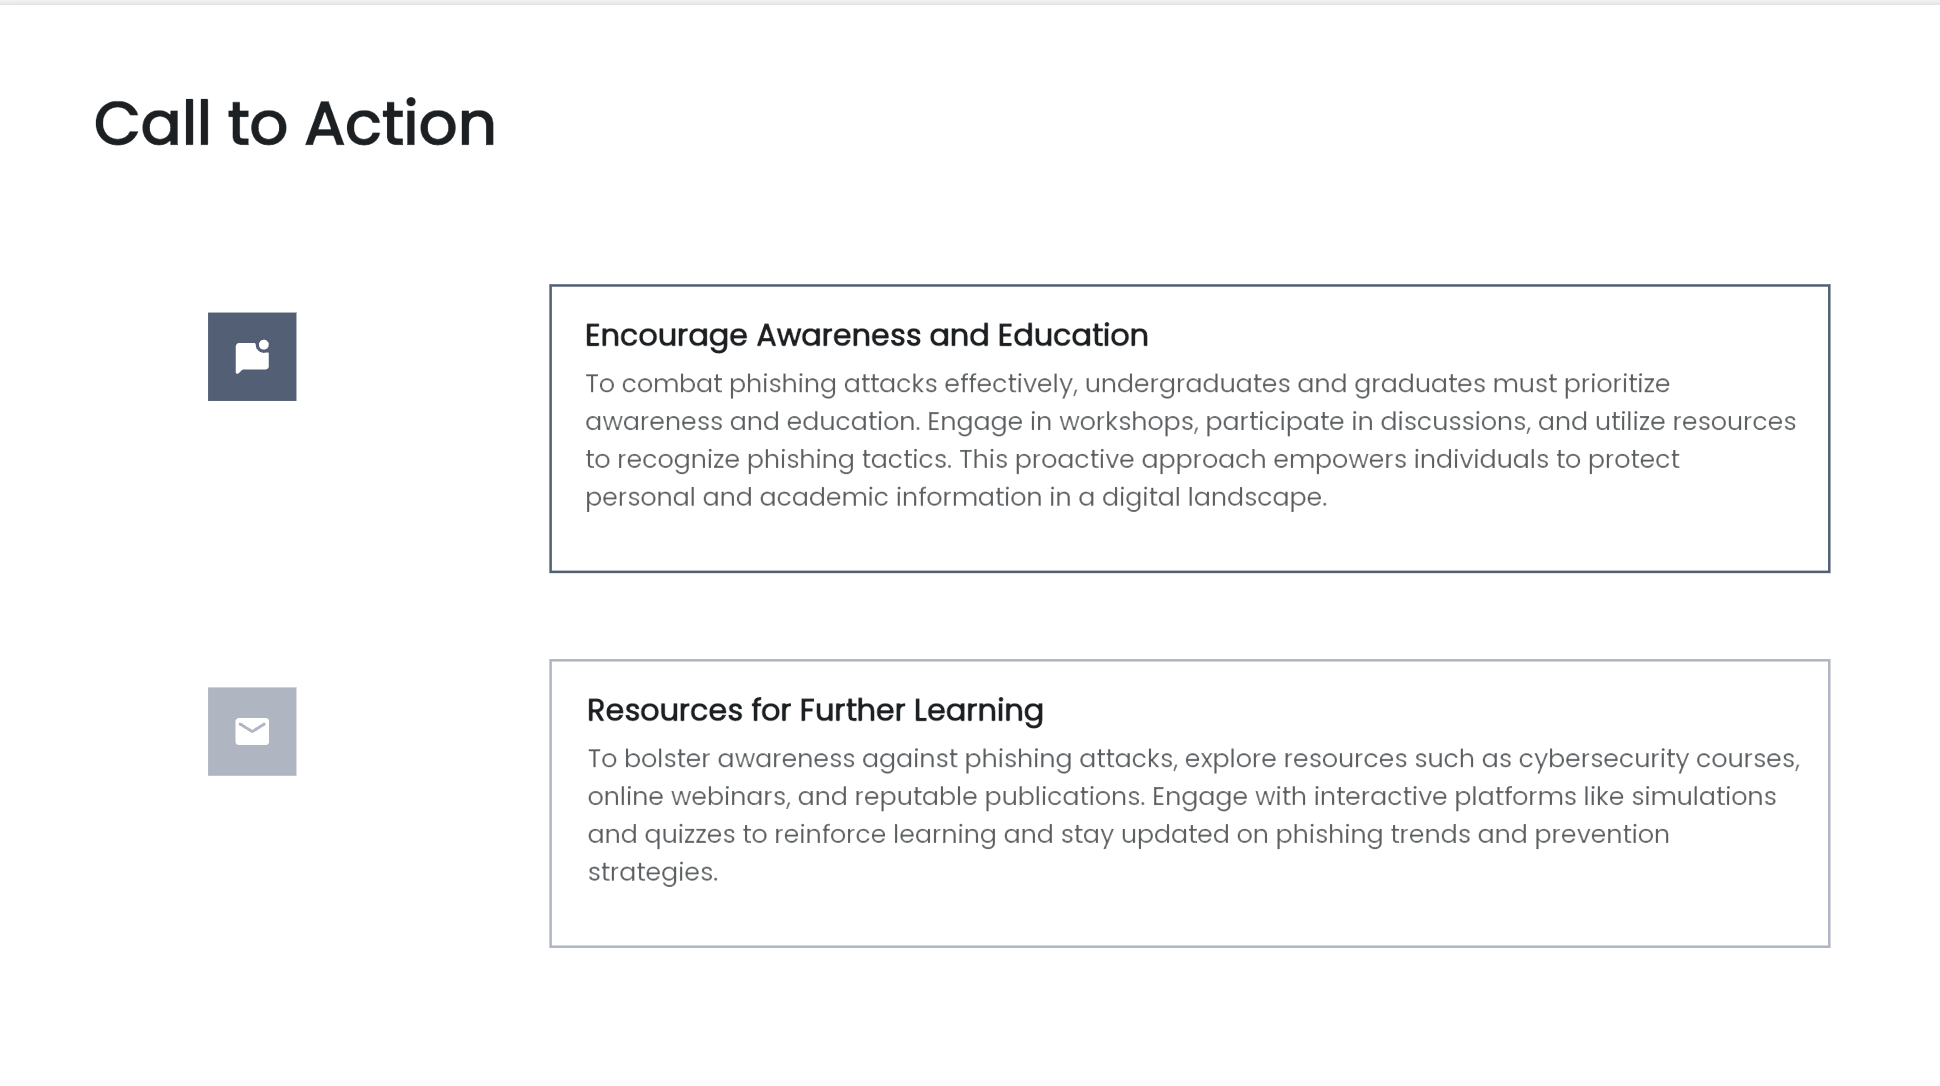 Call to Action
Encourage Awareness and Education
To combat phishing attacks effectively, undergraduates and graduates must prioritize
awareness and education. Engage in workshops, participate in discussions, and utilize resources
to recognize phishing tactics. This proactive approach empowers individuals to protect
personal and academic information in a digital landscape.
Resources for Further Learning
To bolster awareness against phishing attacks, explore resources such as cybersecurity courses,
online webinars, and reputable publications. Engage with interactive platforms like simulations
and quizzes to reinforce learning and stay updated on phishing trends and prevention
strategies.